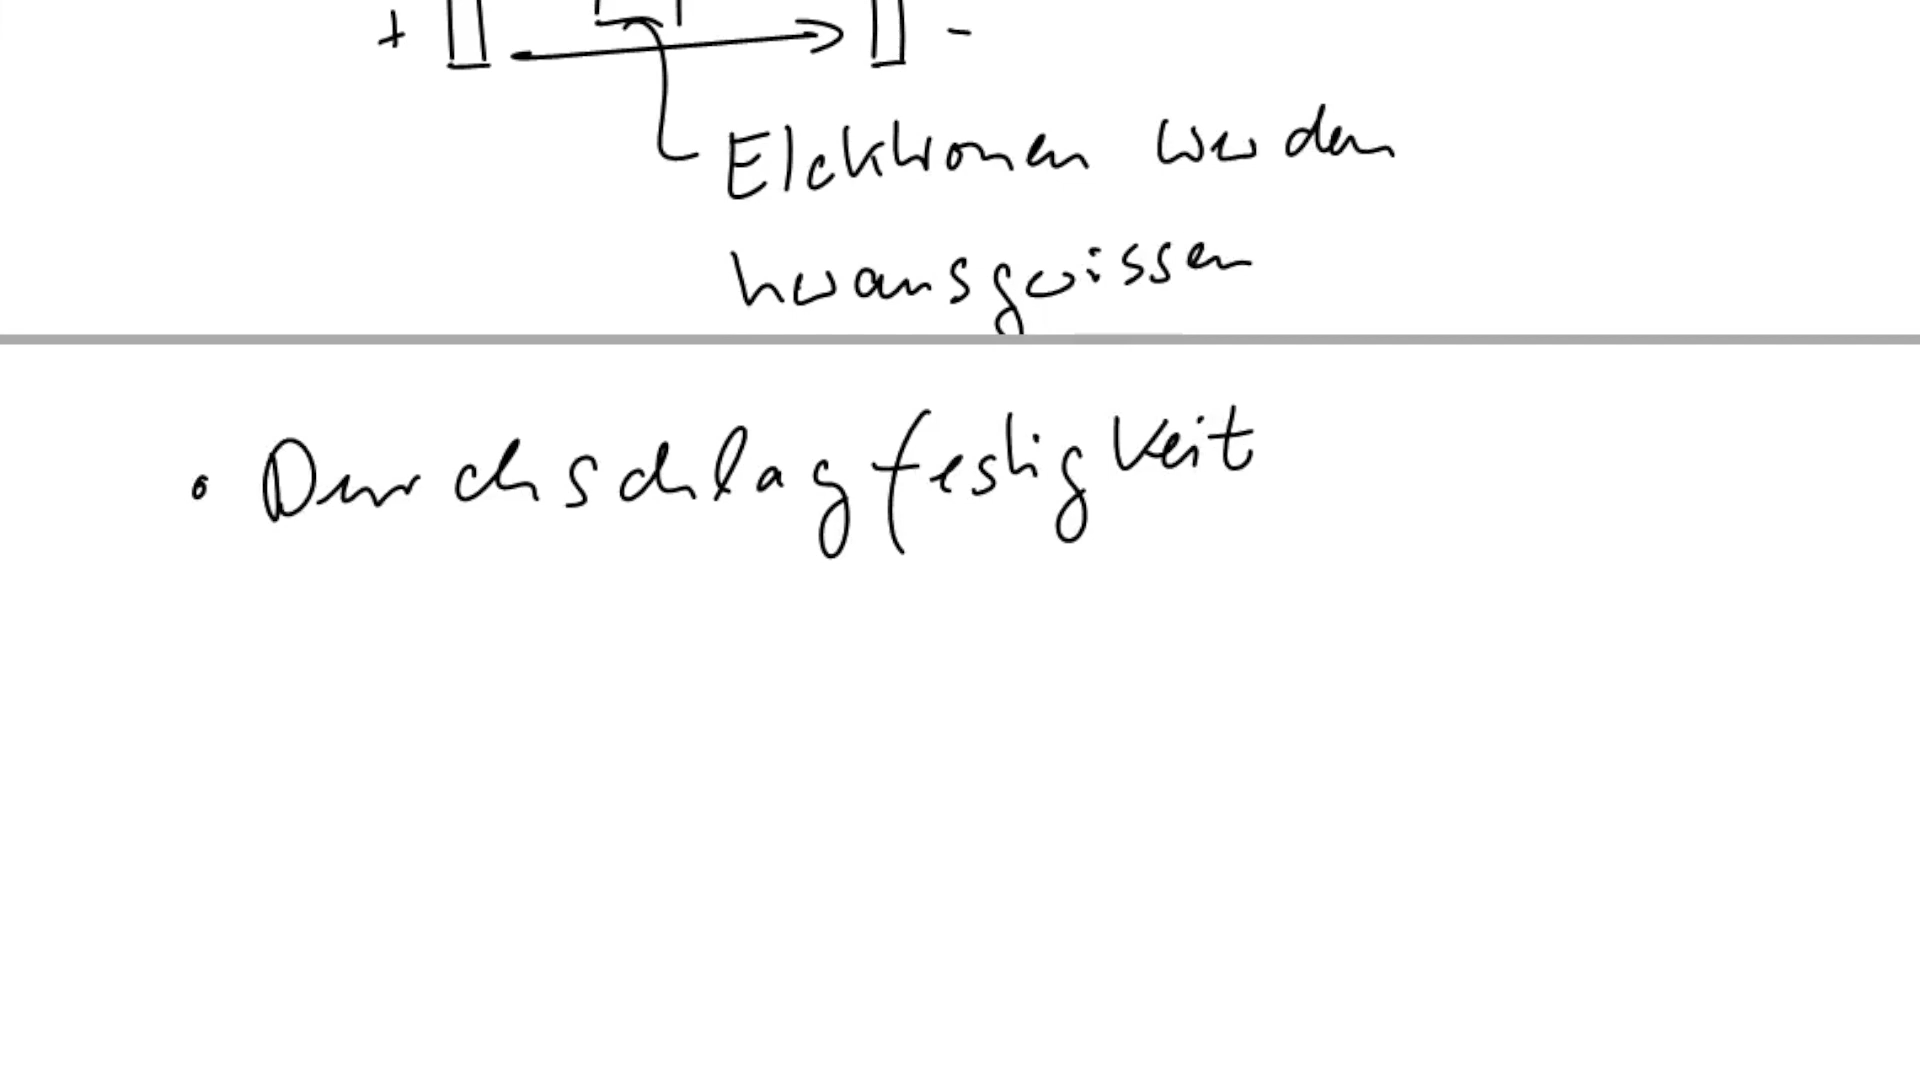 + -
Elektronen werden
herausgerissen
• Durchschlagfestigkeit